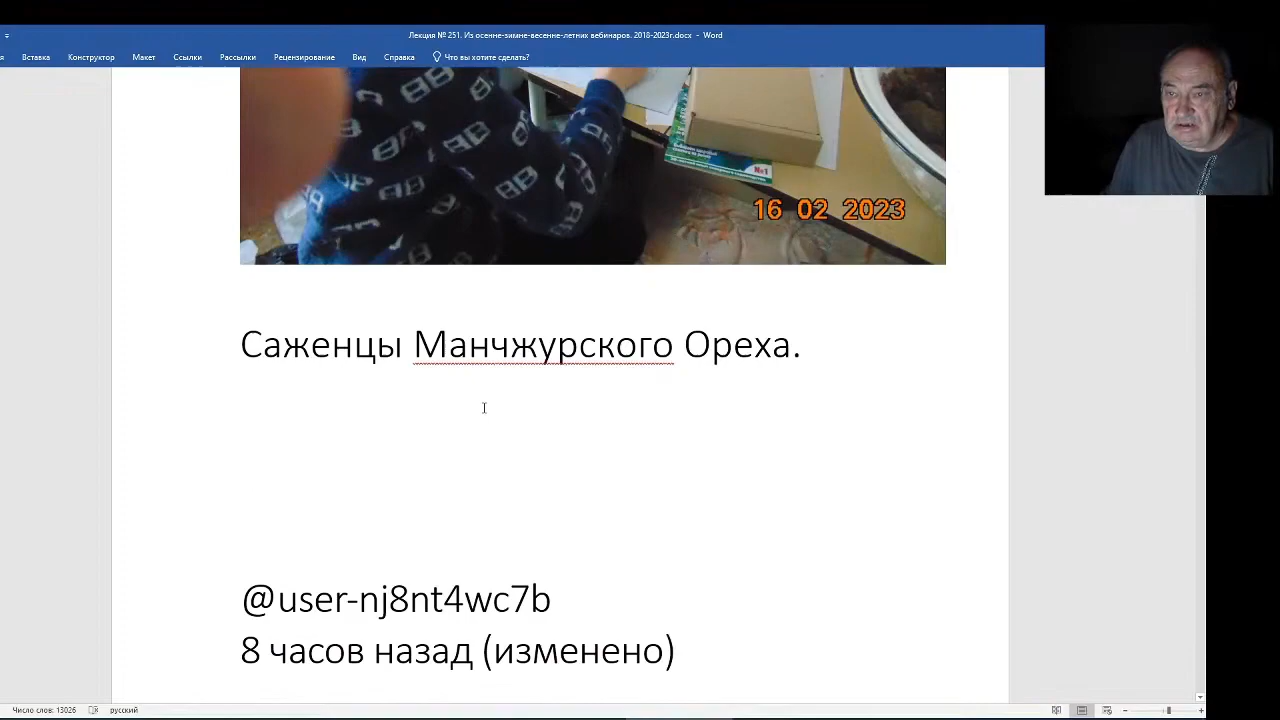 Лекция № 251. Из осенне-зимне-весенне-летних вебинаров. 2018-2023г.docx - Word
я Вставка Конструктор Макет Ссылки Рассылки Рецензирование Вид Справка Что вы хотите сделать?
№1
16 02 2023
Саженцы Манчжурского Ореха.
@user-nj8nt4wc7b
8 часов назад (изменено)
Число слов: 13026 русский